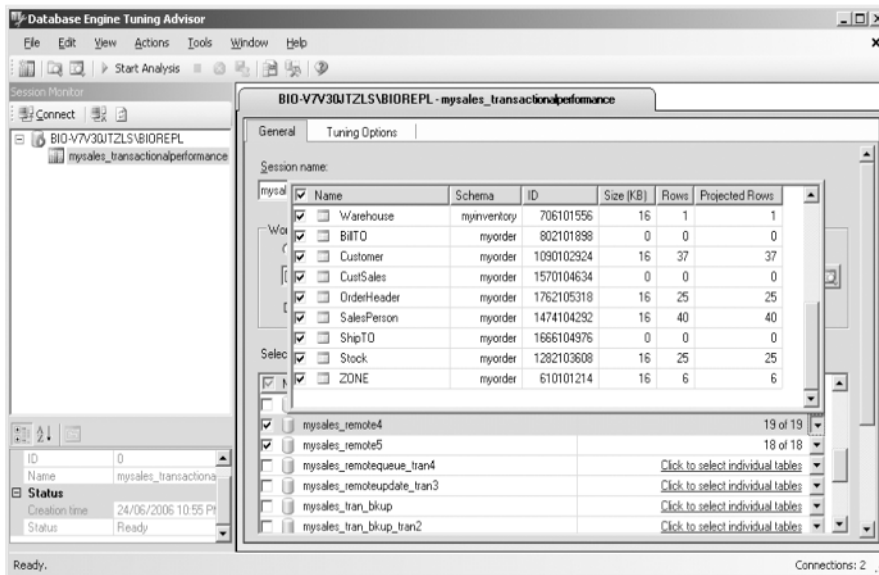 Database Engine Tuning Advisor
File Edit View Actions Tools Window Help
Start Analysis
Session Monitor
Connect
BIO-V7V30JTZLS\BIOREPL
mysales_transactionalperformance
BIO-V7V30JTZLS\BIOREPL - mysales_transactionalperformance
General Tuning Options
Session name:
mysal
Name Schema ID Size (KB) Rows Projected Rows
Warehouse myinventory 706101556 16 1 1
BillTO myorder 802101898 0 0 0
Customer myorder 1090102924 16 37 37
CustSales myorder 1570104634 0 0 0
OrderHeader myorder 1762105318 16 25 25
SalesPerson myorder 1474104292 16 40 40
ShipTO myorder 1666104976 0 0 0
Stock myorder 1282103608 16 25 25
ZONE myorder 610101214 16 6 6
Wor
Selec
mysales_remote4 19 of 19
mysales_remote5 18 of 18
mysales_remotequeue_tran4 Click to select individual tables
mysales_remoteupdate_tran3 Click to select individual tables
mysales_tran_bkup Click to select individual tables
mysales_tran_bkup_tran2 Click to select individual tables
ID 0
Name mysales_transactiona
Status
Creation time 24/06/2006 10:55 PM
Status Ready
Ready. Connections: 2